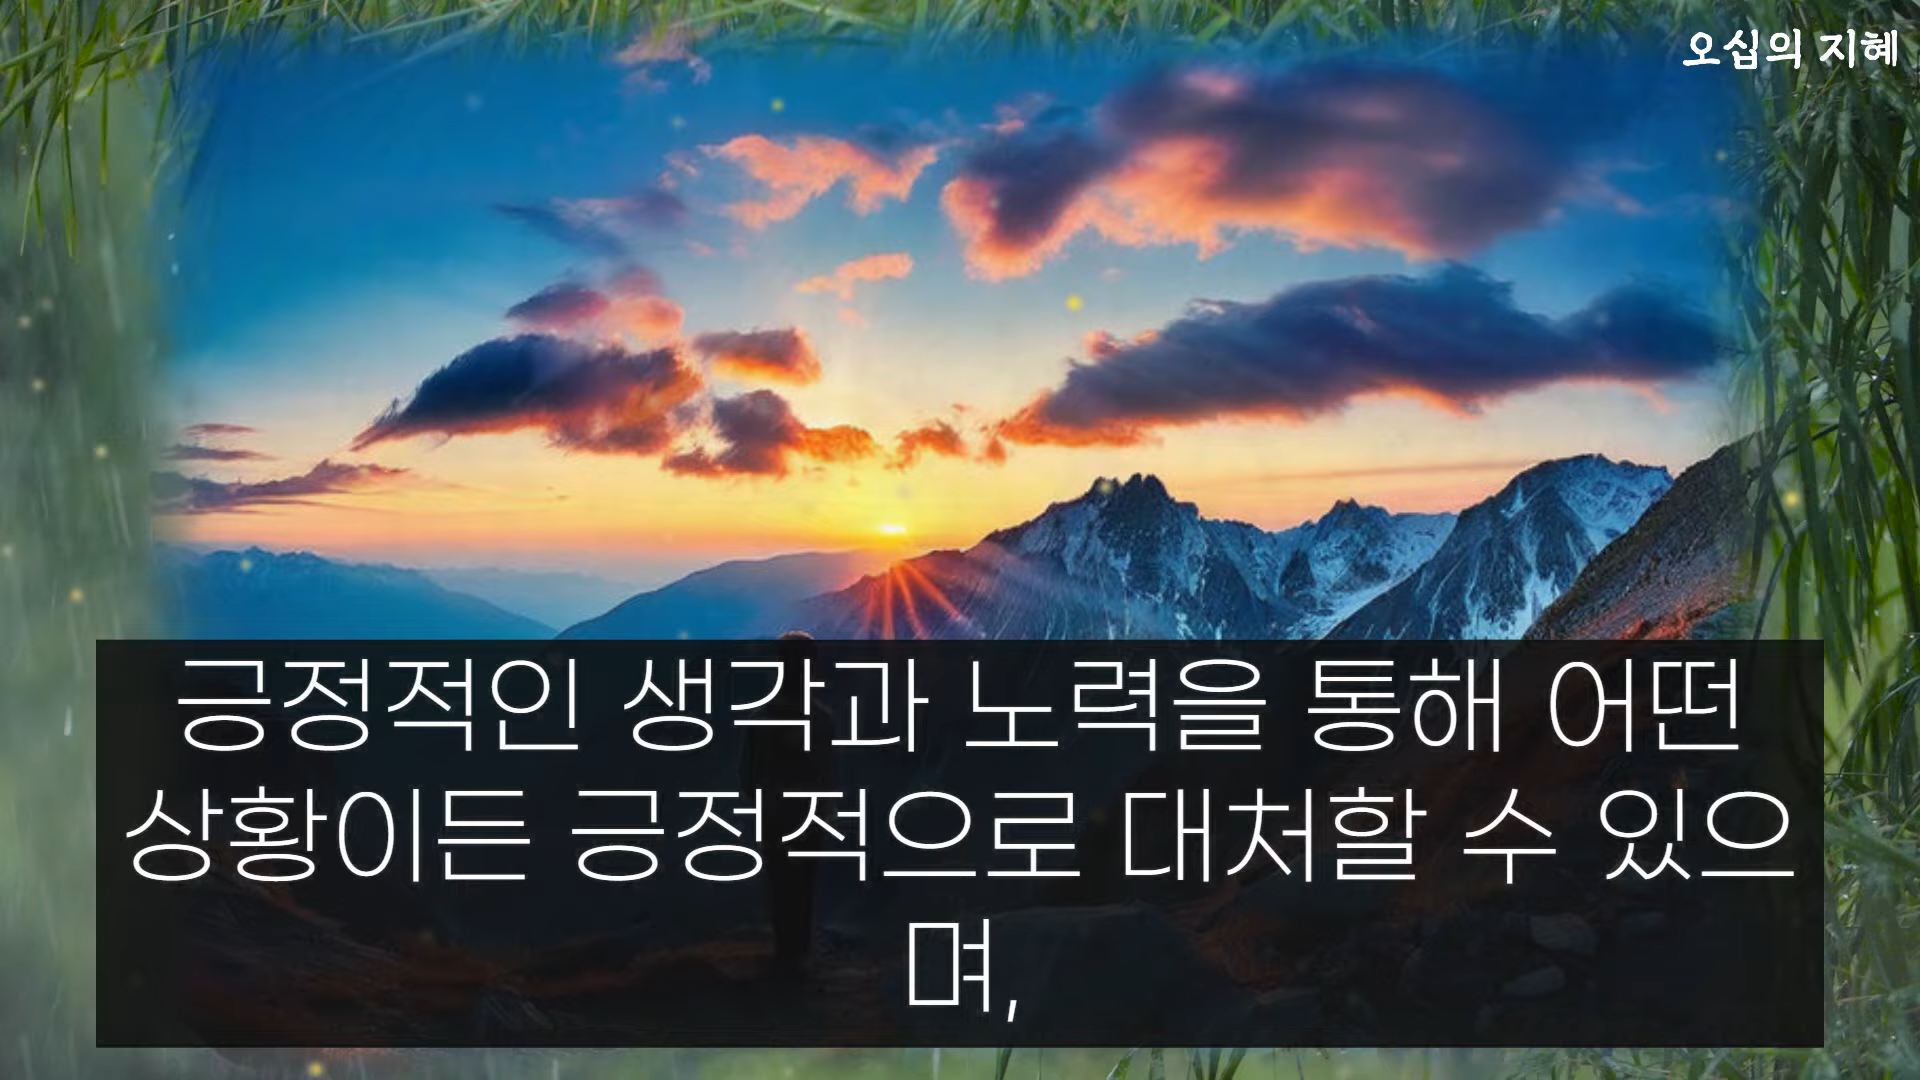 오십의 지혜
긍정적인 생각과 노력을 통해 어떤
상황이든 긍정적으로 대처할 수 있으
며,